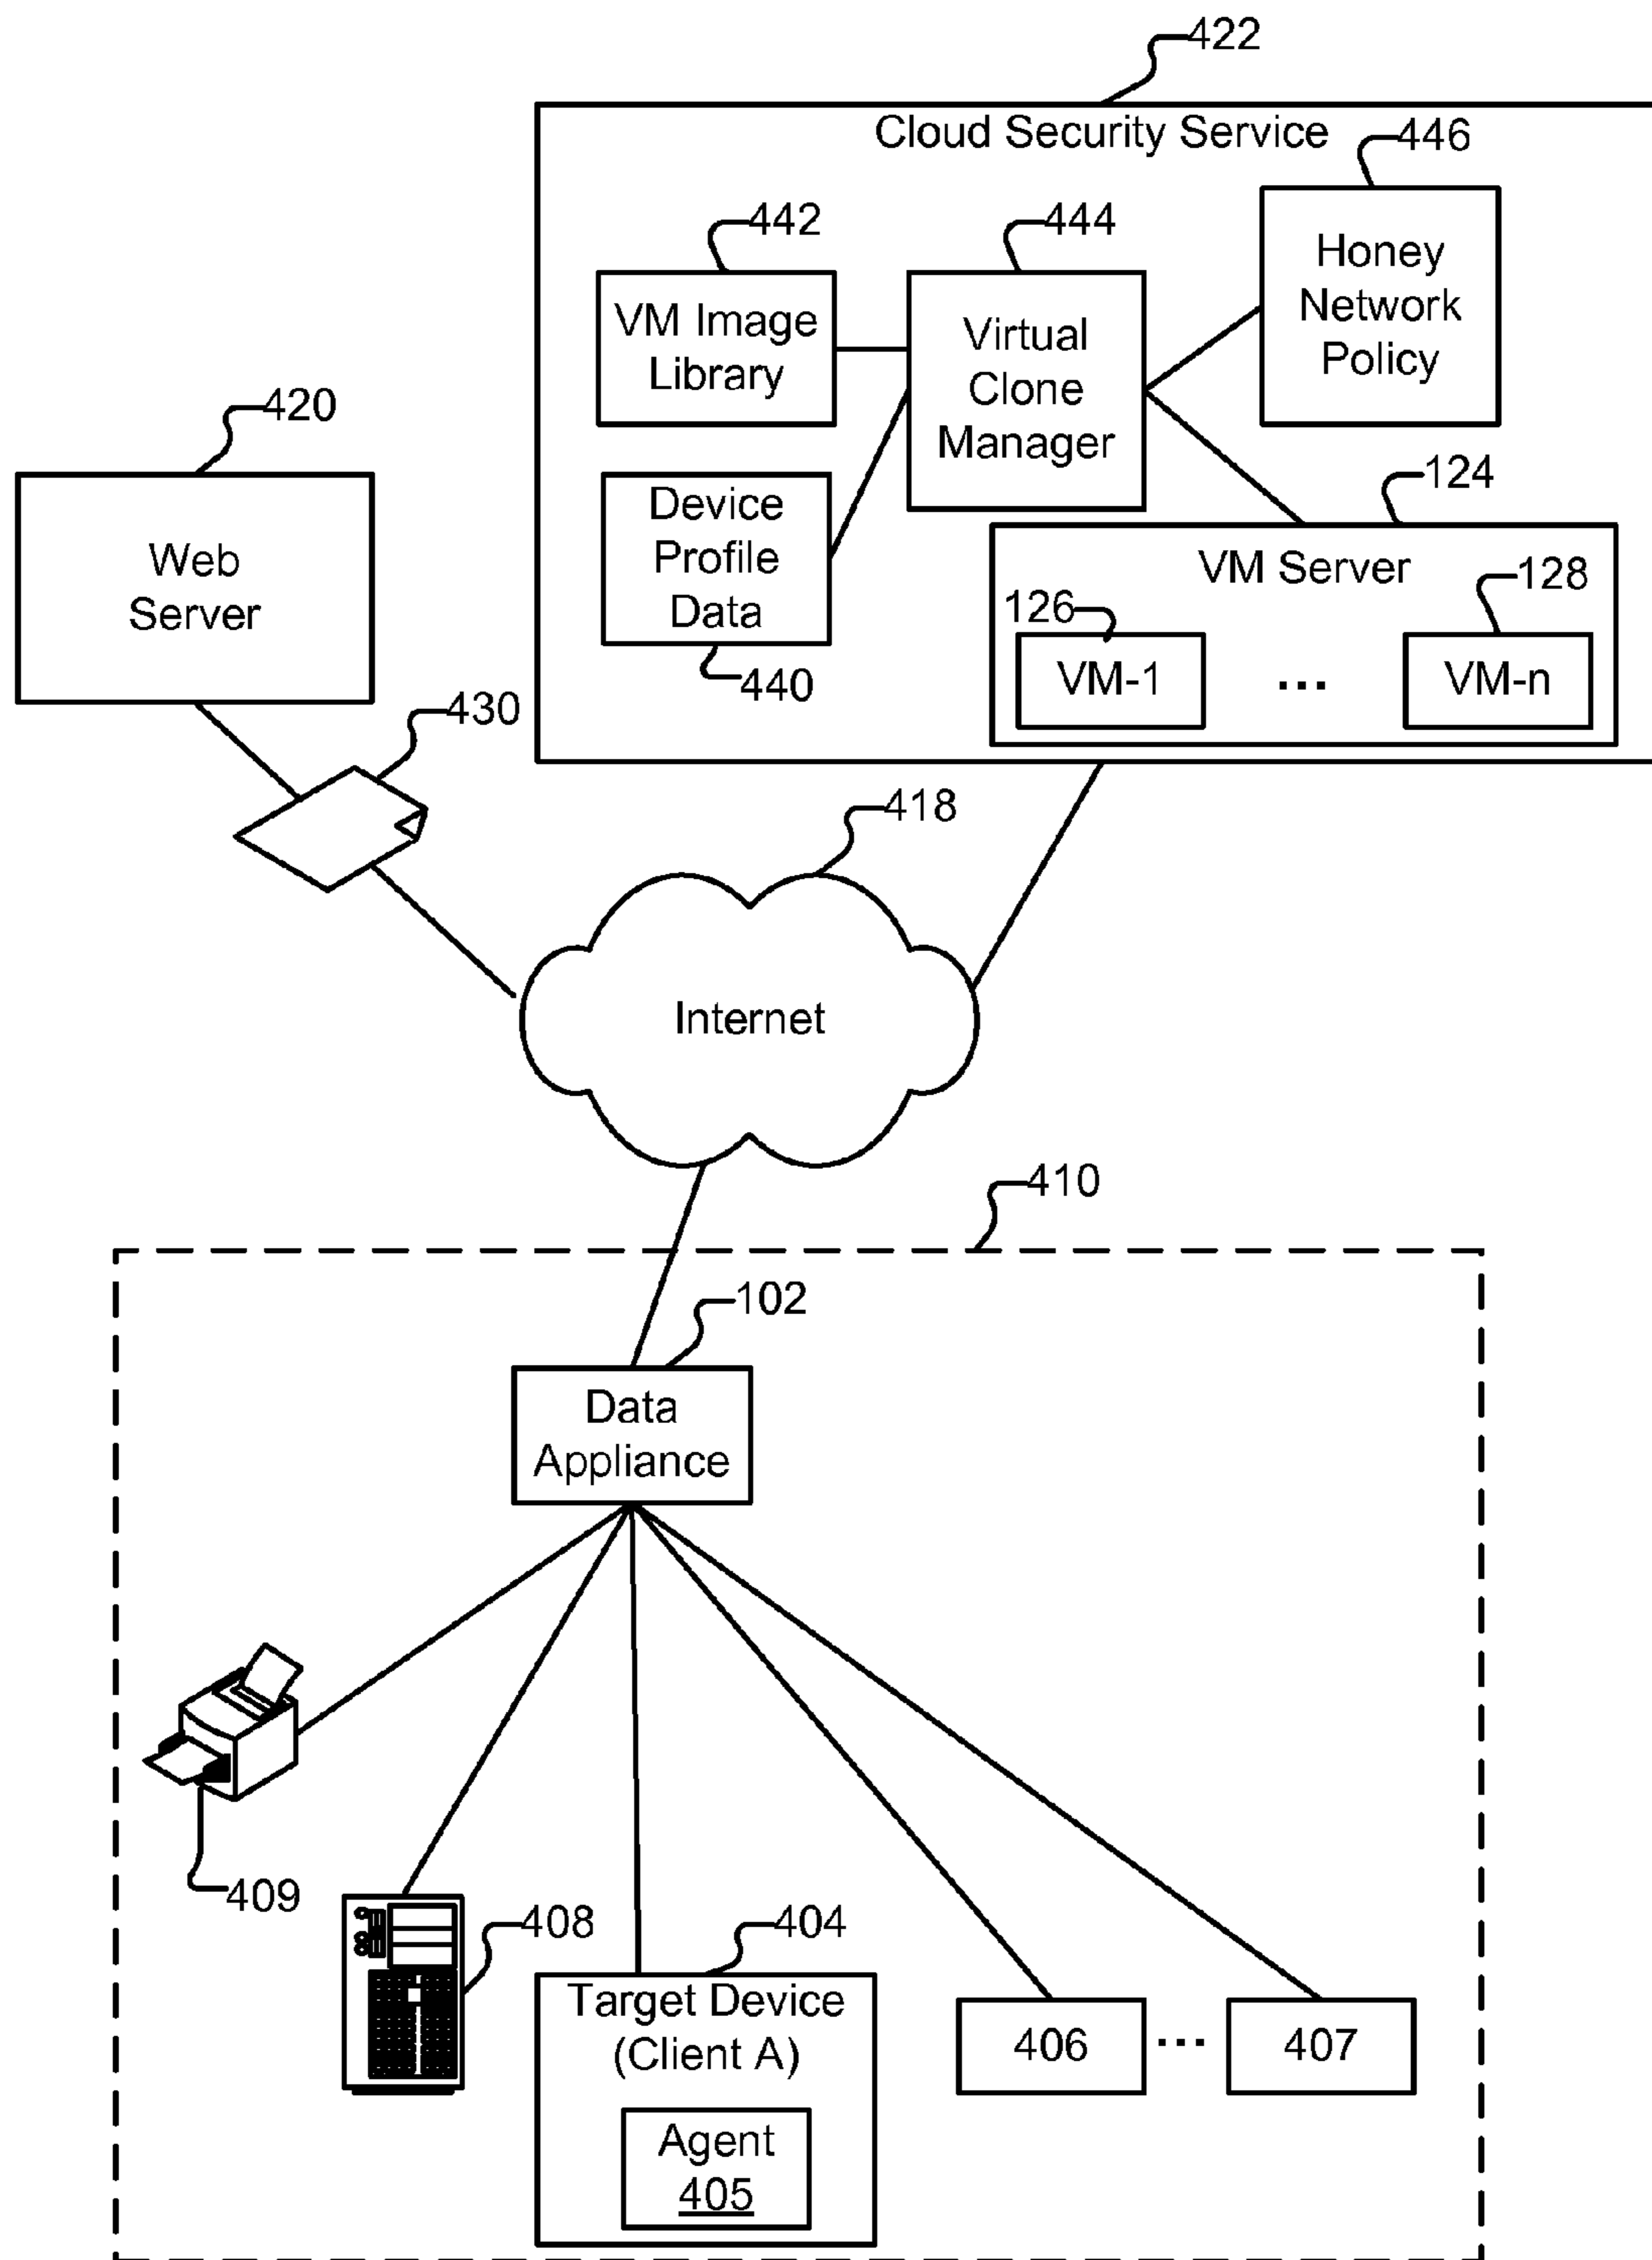 422
Cloud Security Service
446
442
444
Honey
Network
Policy
VM Image
Library
Virtual
Clone
Manager
420
124
Web
Server
Device
Profile
Data
VM Server
128
126
VM-1
...
VM-n
440
430
418
Internet
410
102
Data
Appliance
409
408
404
Target Device
(Client A)
406
...
407
Agent
405